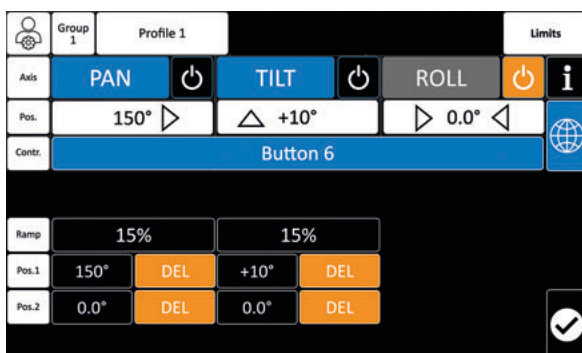 Group 1 Profile 1 Limits
Axis PAN TILT ROLL i
Pos. 150° +10° 0.0°
Contr. Button 6
Ramp 15% 15%
Pos.1 150° DEL +10° DEL
Pos.2 0.0° DEL 0.0° DEL